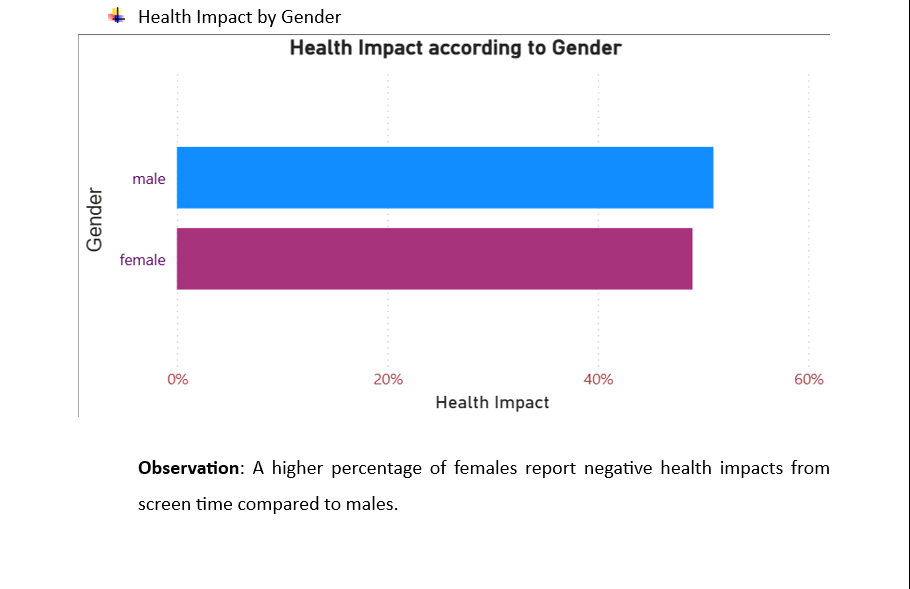 Health Impact by Gender
Health Impact according to Gender
Gender
male
female
0% 20% 40% 60%
Health Impact
Observation: A higher percentage of females report negative health impacts from
screen time compared to males.